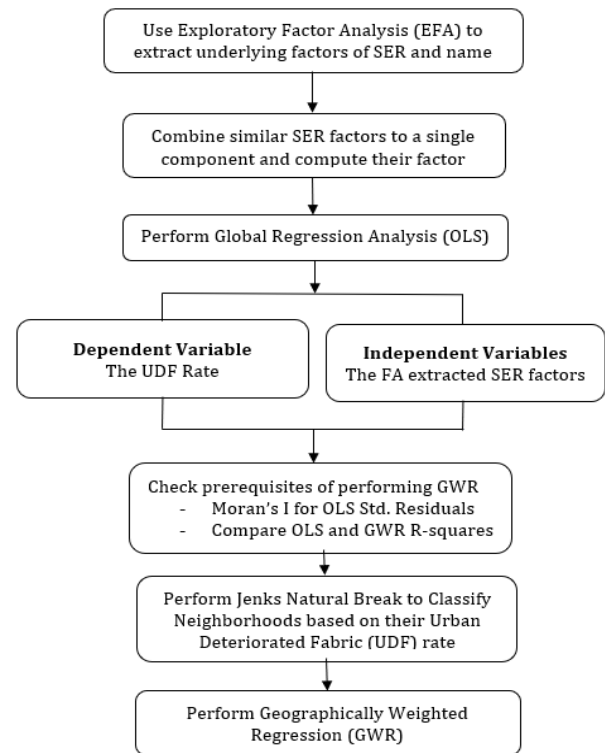 Use Exploratory Factor Analysis (EFA) to
extract underlying factors of SER and name
Combine similar SER factors to a single
component and compute their factor
Perform Global Regression Analysis (OLS)
Dependent Variable
The UDF Rate
Independent Variables
The FA extracted SER factors
Check prerequisites of performing GWR
- Moran's I for OLS Std. Residuals
- Compare OLS and GWR R-squares
Perform Jenks Natural Break to Classify
Neighborhoods based on their Urban
Deteriorated Fabric (UDF) rate
Perform Geographically Weighted
Regression (GWR)